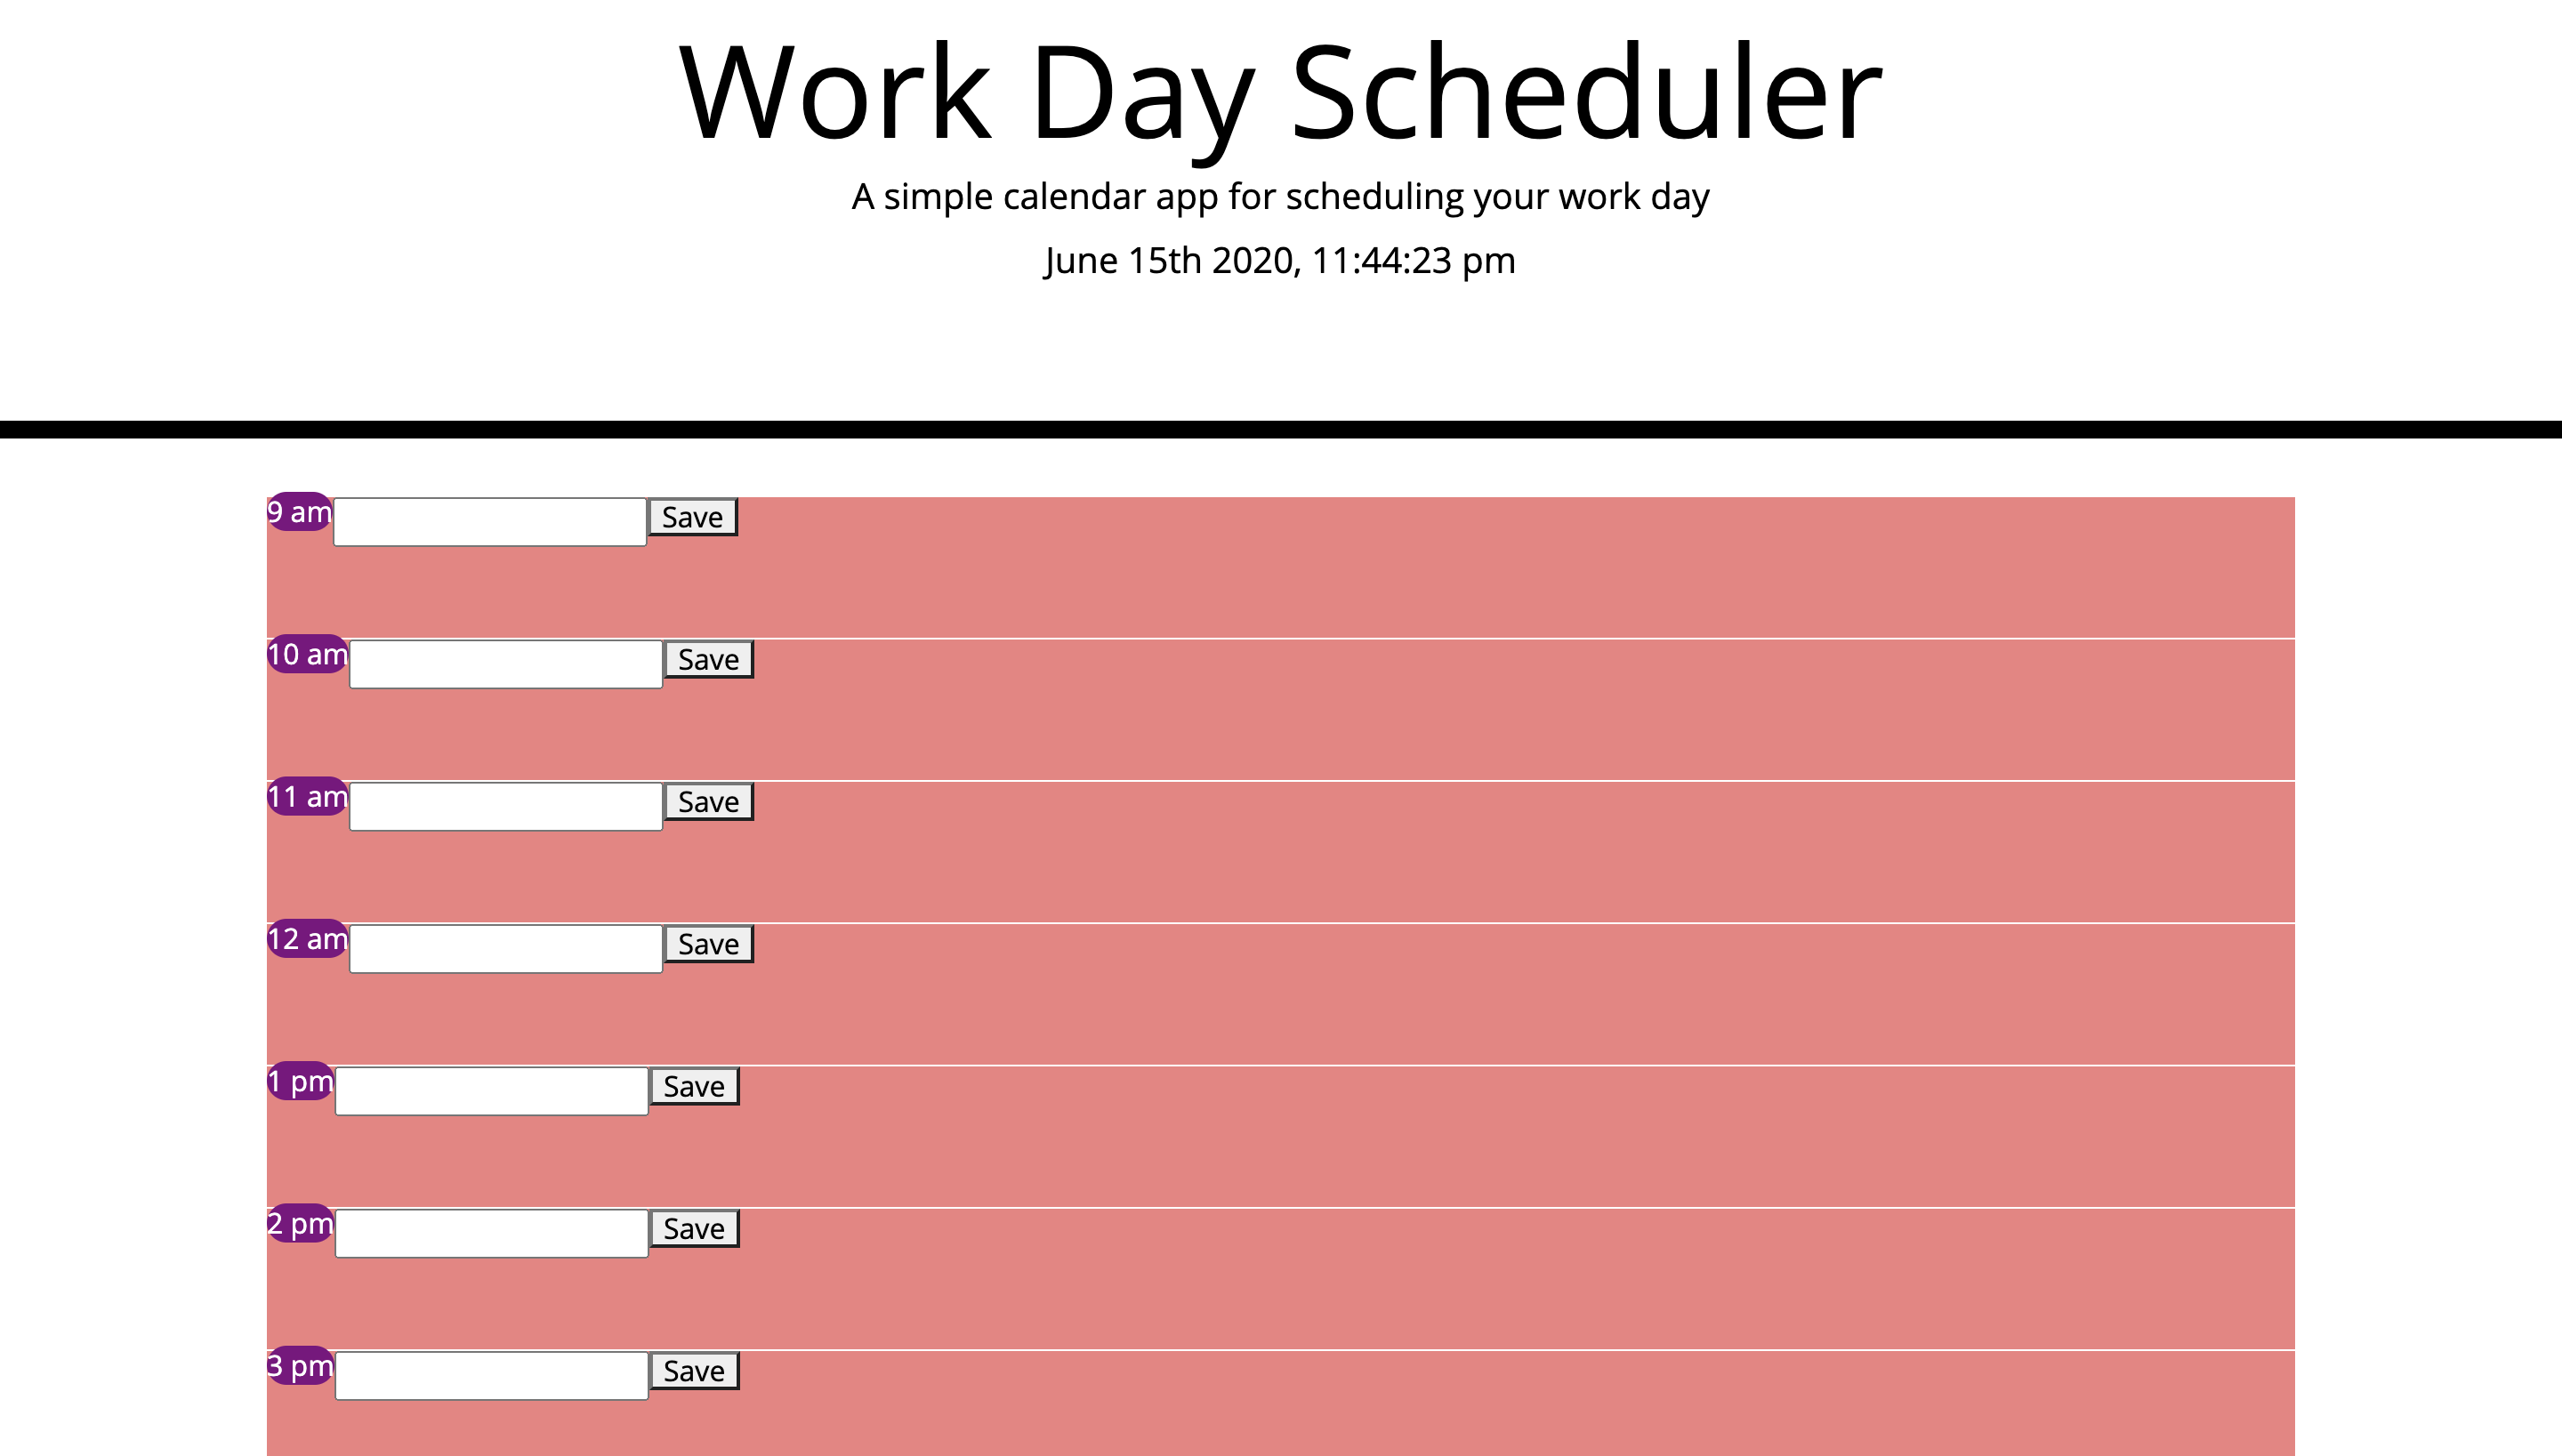 Work Day Scheduler
A simple calendar app for scheduling your work day
June 15th 2020, 11:44:23 pm
9 am Save
10 am Save
11 am Save
12 am Save
1 pm Save
2 pm Save
3 pm Save